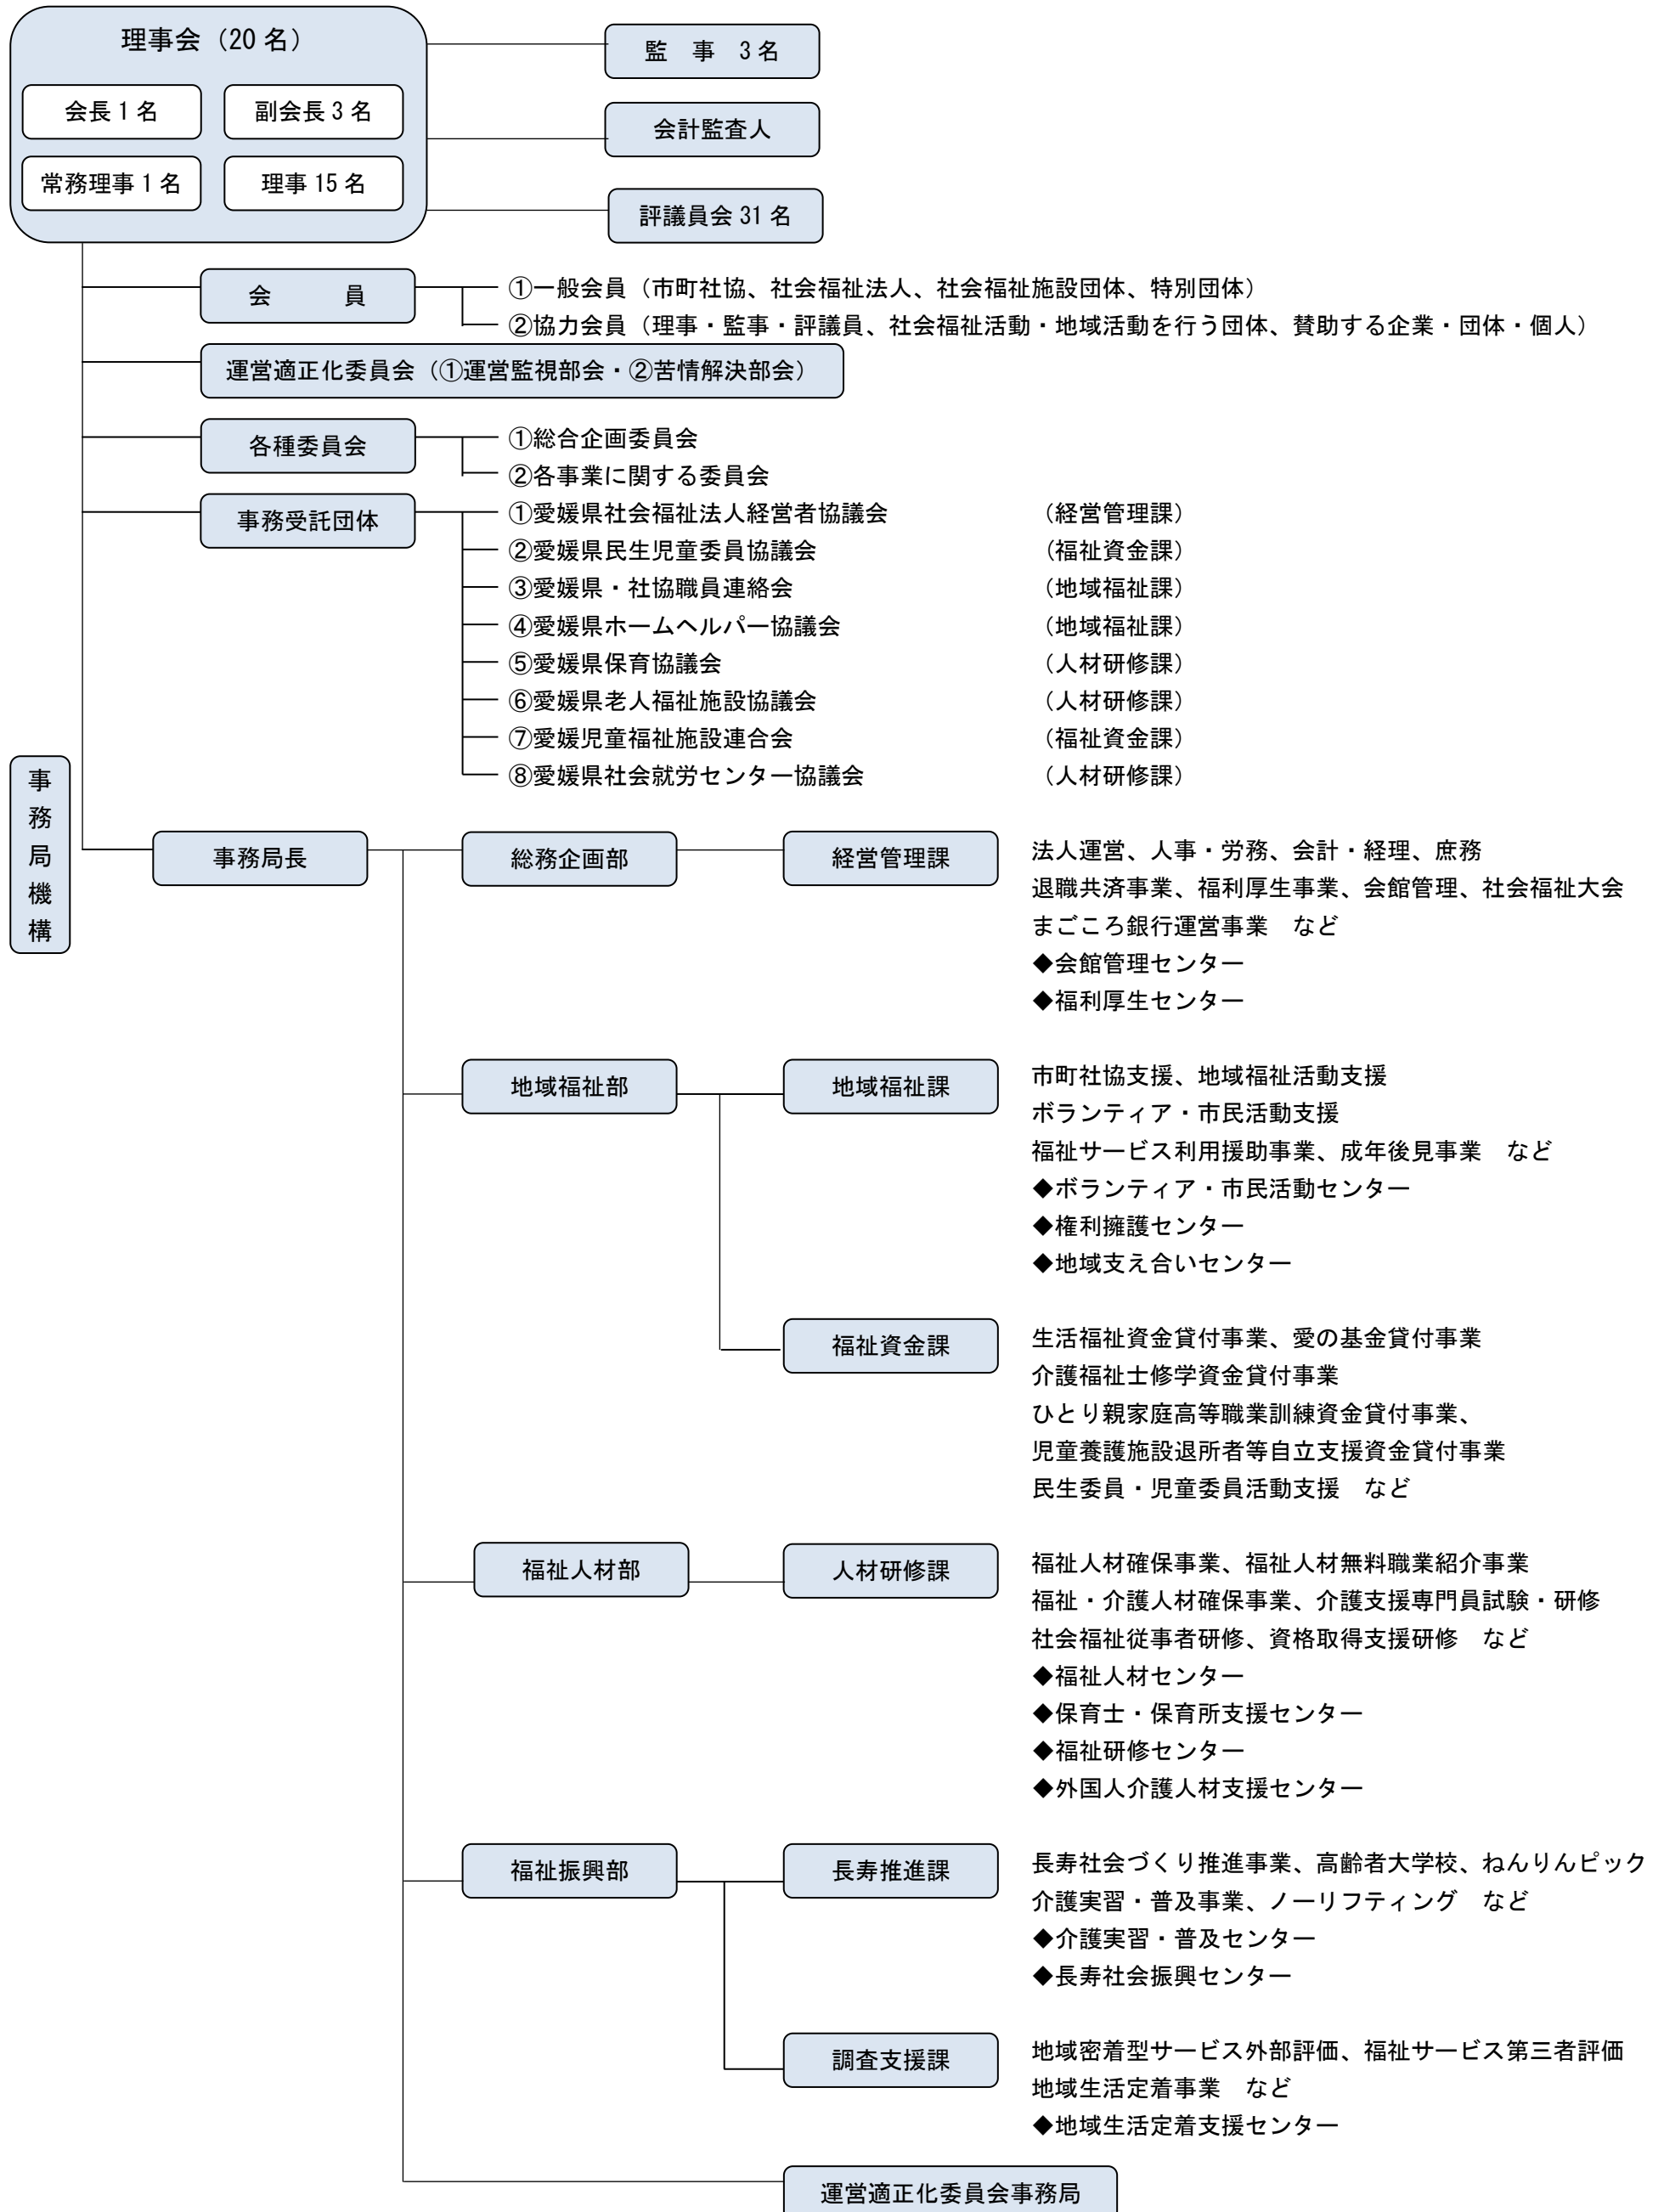 理事会（20名）
会長1名
副会長3名
常務理事1名
理事15名
監　事　3名
会計監査人
評議員会31名
会　　　員
①一般会員（市町社協、社会福祉法人、社会福祉施設団体、特別団体）
②協力会員（理事・監事・評議員、社会福祉活動・地域活動を行う団体、賛助する企業・団体・個人）
運営適正化委員会（①運営監視部会・②苦情解決部会）
各種委員会
①総合企画委員会
②各事業に関する委員会
事務受託団体
①愛媛県社会福祉法人経営者協議会　（経営管理課）
②愛媛県民生児童委員協議会　（福祉資金課）
③愛媛県・社協職員連絡会　（地域福祉課）
④愛媛県ホームヘルパー協議会　（地域福祉課）
⑤愛媛県保育協議会　（人材研修課）
⑥愛媛県老人福祉施設協議会　（人材研修課）
⑦愛媛児童福祉施設連合会　（福祉資金課）
⑧愛媛県社会就労センター協議会　（人材研修課）
事務局機構
事務局長
総務企画部
経営管理課
法人運営、人事・労務、会計・経理、庶務
退職共済事業、福利厚生事業、会館管理、社会福祉大会
まごころ銀行運営事業　など
◆会館管理センター
◆福利厚生センター
地域福祉部
地域福祉課
市町社協支援、地域福祉活動支援
ボランティア・市民活動支援
福祉サービス利用援助事業、成年後見事業　など
◆ボランティア・市民活動センター
◆権利擁護センター
◆地域支え合いセンター
福祉資金課
生活福祉資金貸付事業、愛の基金貸付事業
介護福祉士修学資金貸付事業
ひとり親家庭高等職業訓練資金貸付事業、
児童養護施設退所者等自立支援資金貸付事業
民生委員・児童委員活動支援　など
福祉人材部
人材研修課
福祉人材確保事業、福祉人材無料職業紹介事業
福祉・介護人材確保事業、介護支援専門員試験・研修
社会福祉従事者研修、資格取得支援研修　など
◆福祉人材センター
◆保育士・保育所支援センター
◆福祉研修センター
◆外国人介護人材支援センター
福祉振興部
長寿推進課
長寿社会づくり推進事業、高齢者大学校、ねんりんピック
介護実習・普及事業、ノーリフティング　など
◆介護実習・普及センター
◆長寿社会振興センター
調査支援課
地域密着型サービス外部評価、福祉サービス第三者評価
地域生活定着事業　など
◆地域生活定着支援センター
運営適正化委員会事務局